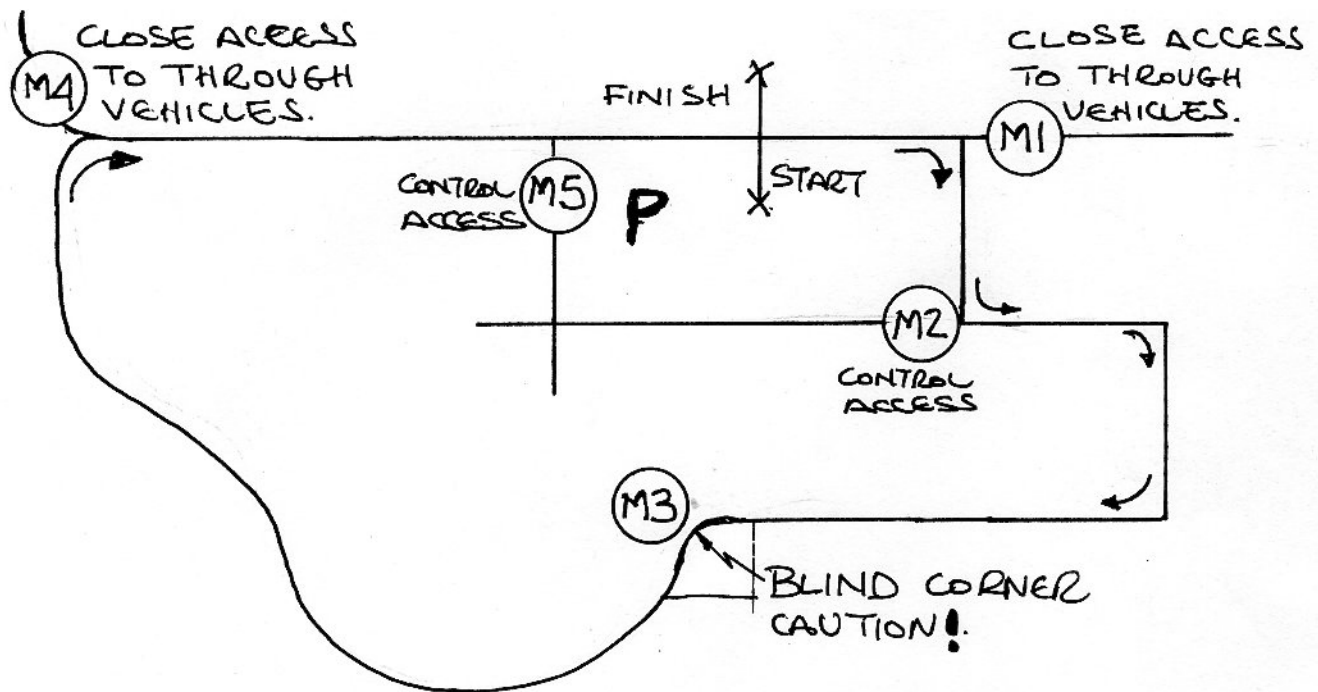 CLOSE ACCESS
TO THROUGH
VEHICLES.
M4
CLOSE ACCESS
TO THROUGH
VEHICLES.
M1
FINISH
START
CONTROL
ACCESS
M5
P
M2
CONTROL
ACCESS
M3
BLIND CORNER
CAUTION!.